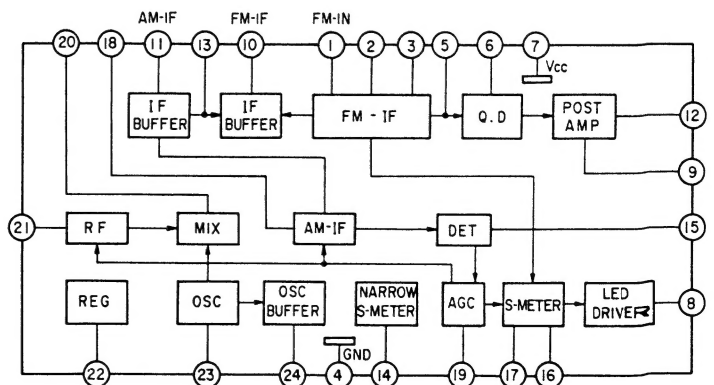 AM-IF FM-IF FM-IN
20 18 11 13 10 1 2 3 5 6 7
Vcc
IF BUFFER
IF BUFFER
FM-IF
Q.D
POST AMP
12
9
21
RF
MIX
AM-IF
DET
15
REG
OSC
OSC BUFFER
NARROW S-METER
AGC
S-METER
LED DRIVER
8
GND
22 23 24 4 14 19 17 16